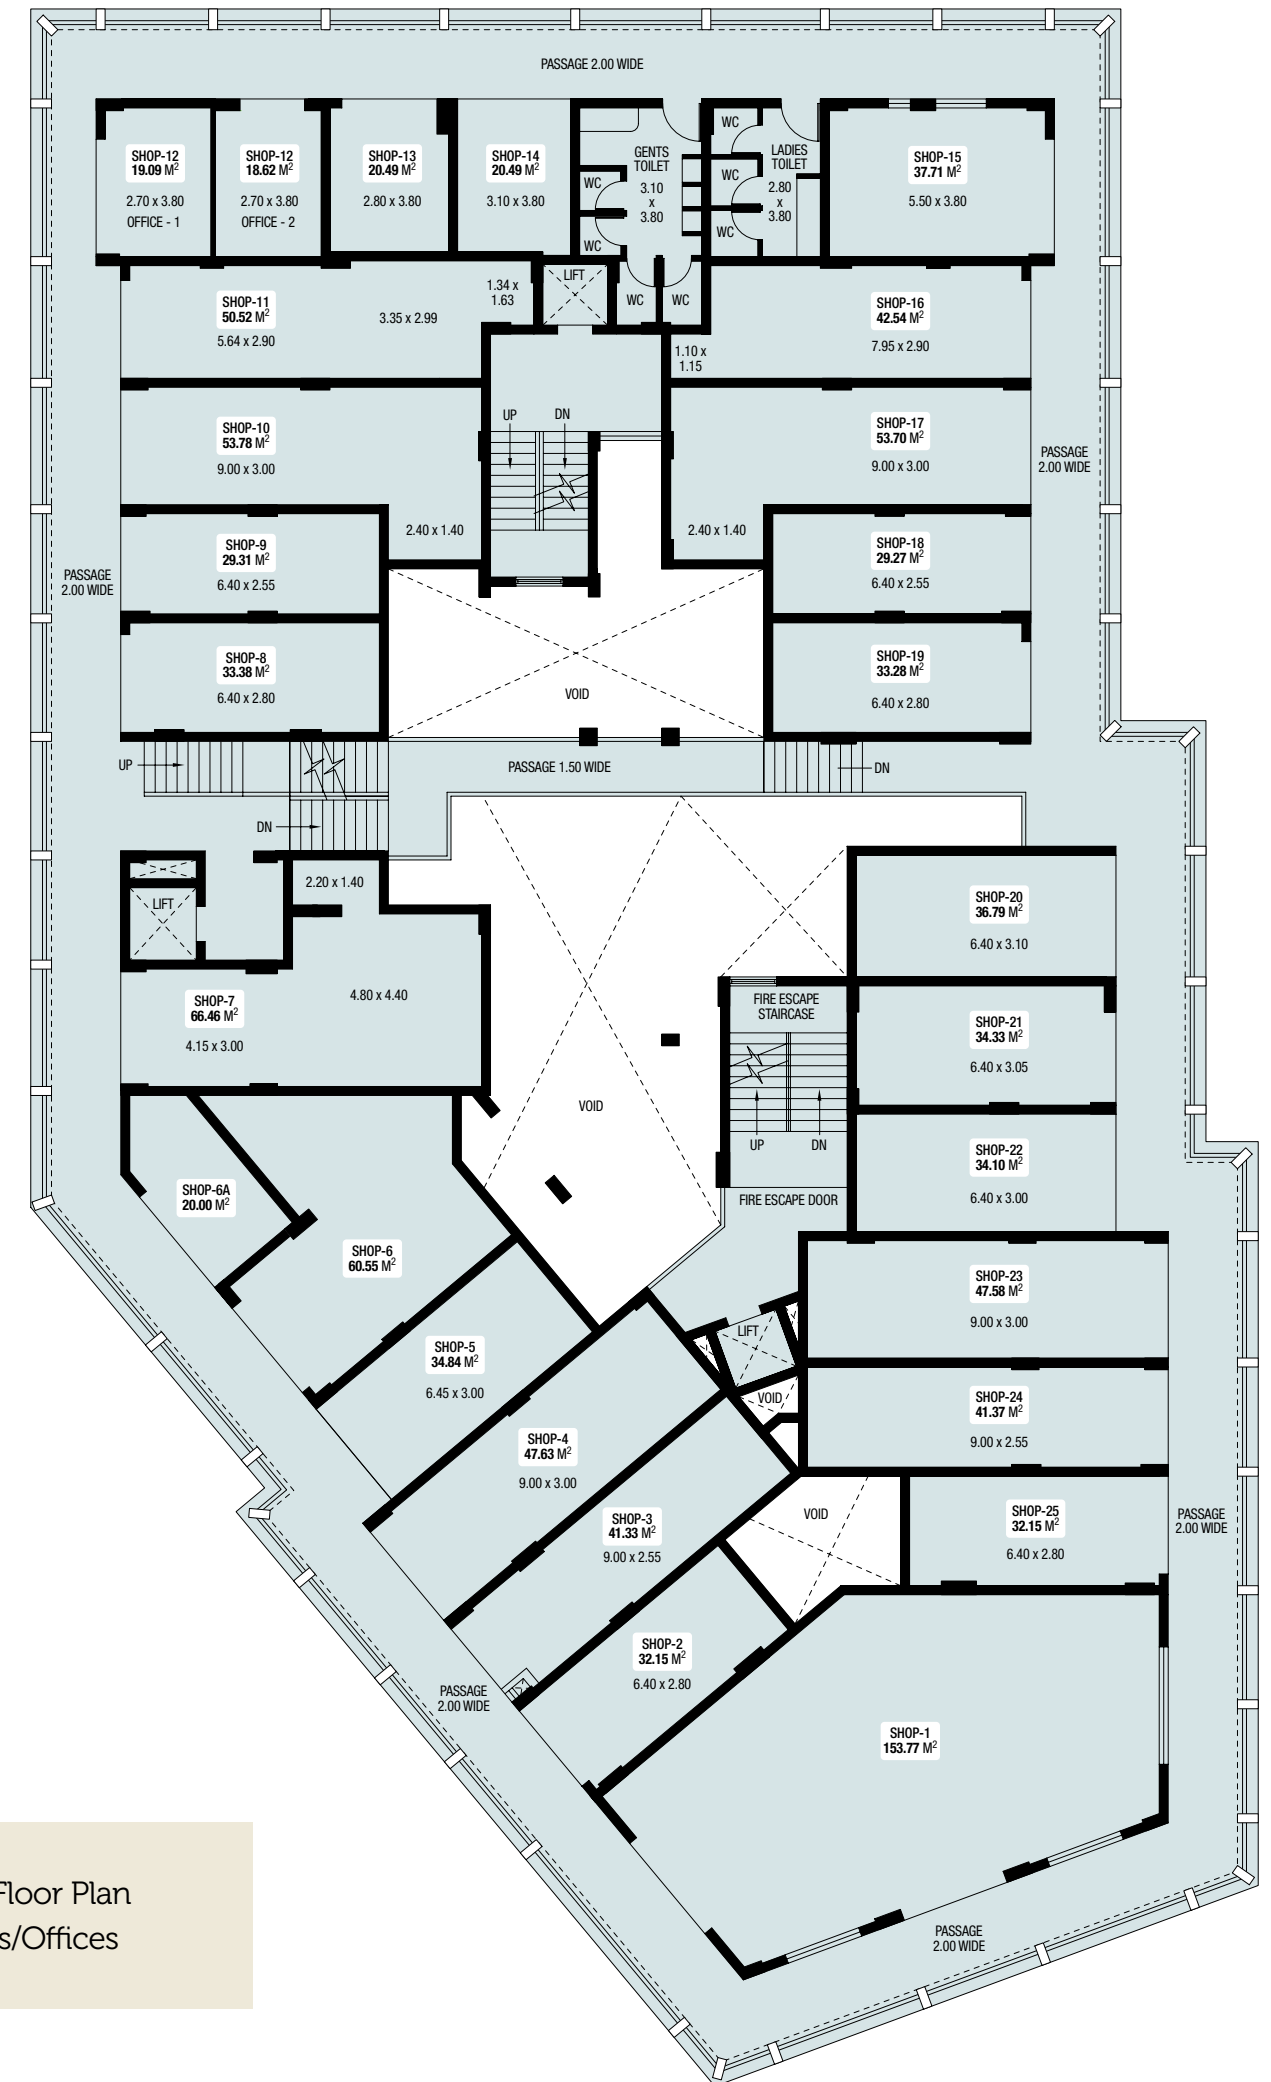 PASSAGE 2.00 WIDE
SHOP-12
19.09 M²
2.70 x 3.80
OFFICE - 1
SHOP-12
18.62 M²
2.70 x 3.80
OFFICE - 2
SHOP-13
20.49 M²
2.80 x 3.80
SHOP-14
20.49 M²
3.10 x 3.80
GENTS
TOILET
3.10
x
3.80
WC
WC
WC
WC
WC
LADIES
TOILET
2.80
x
3.80
WC
WC
SHOP-15
37.71 M²
5.50 x 3.80
SHOP-11
50.52 M²
5.64 x 2.90
3.35 x 2.99
1.34 x
1.63
LIFT
SHOP-16
42.54 M²
7.95 x 2.90
1.10 x
1.15
SHOP-10
53.78 M²
9.00 x 3.00
2.40 x 1.40
UP
DN
SHOP-17
53.70 M²
9.00 x 3.00
2.40 x 1.40
PASSAGE
2.00 WIDE
SHOP-9
29.31 M²
6.40 x 2.55
SHOP-18
29.27 M²
6.40 x 2.55
PASSAGE
2.00 WIDE
SHOP-8
33.38 M²
6.40 x 2.80
VOID
SHOP-19
33.28 M²
6.40 x 2.80
UP
PASSAGE 1.50 WIDE
DN
DN
2.20 x 1.40
LIFT
SHOP-20
36.79 M²
6.40 x 3.10
SHOP-7
66.46 M²
4.15 x 3.00
4.80 x 4.40
FIRE ESCAPE
STAIRCASE
SHOP-21
34.33 M²
6.40 x 3.05
VOID
UP
DN
SHOP-22
34.10 M²
6.40 x 3.00
SHOP-6A
20.00 M²
FIRE ESCAPE DOOR
SHOP-6
60.55 M²
SHOP-23
47.58 M²
9.00 x 3.00
LIFT
SHOP-5
34.84 M²
6.45 x 3.00
VOID
SHOP-24
41.37 M²
9.00 x 2.55
SHOP-4
47.63 M²
9.00 x 3.00
SHOP-3
41.33 M²
9.00 x 2.55
VOID
SHOP-25
32.15 M²
6.40 x 2.80
PASSAGE
2.00 WIDE
SHOP-2
32.15 M²
6.40 x 2.80
PASSAGE
2.00 WIDE
SHOP-1
153.77 M²
PASSAGE
2.00 WIDE
Floor Plan
s/Offices